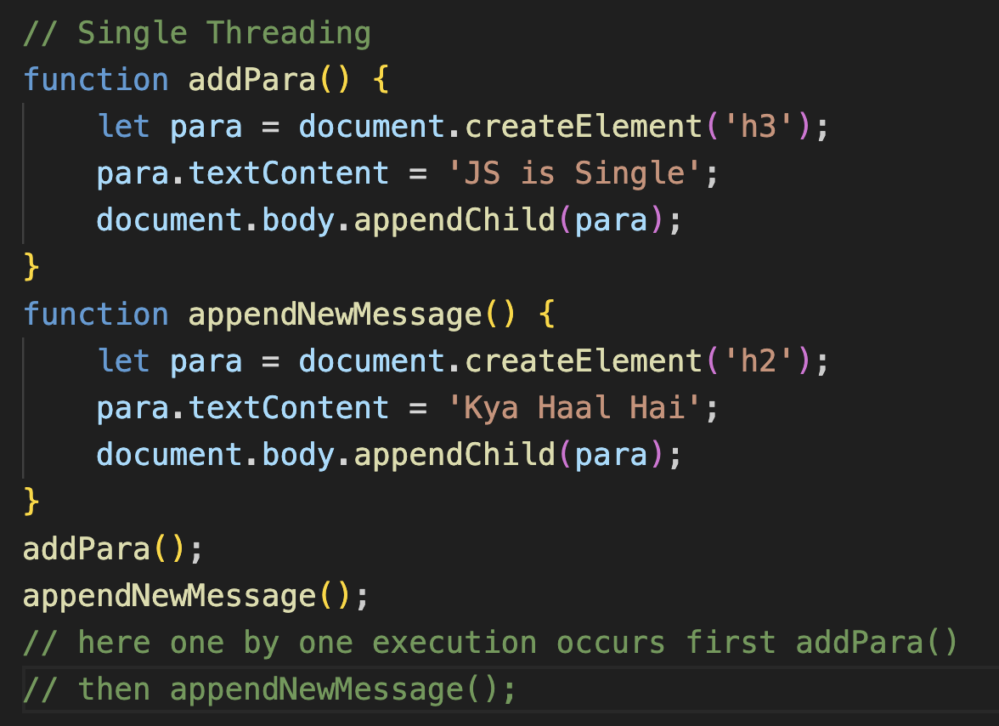 // Single Threading
function addPara() {
    let para = document.createElement('h3');
    para.textContent = 'JS is Single';
    document.body.appendChild(para);
}
function appendNewMessage() {
    let para = document.createElement('h2');
    para.textContent = 'Kya Haal Hai';
    document.body.appendChild(para);
}
addPara();
appendNewMessage();
// here one by one execution occurs first addPara()
// then appendNewMessage();